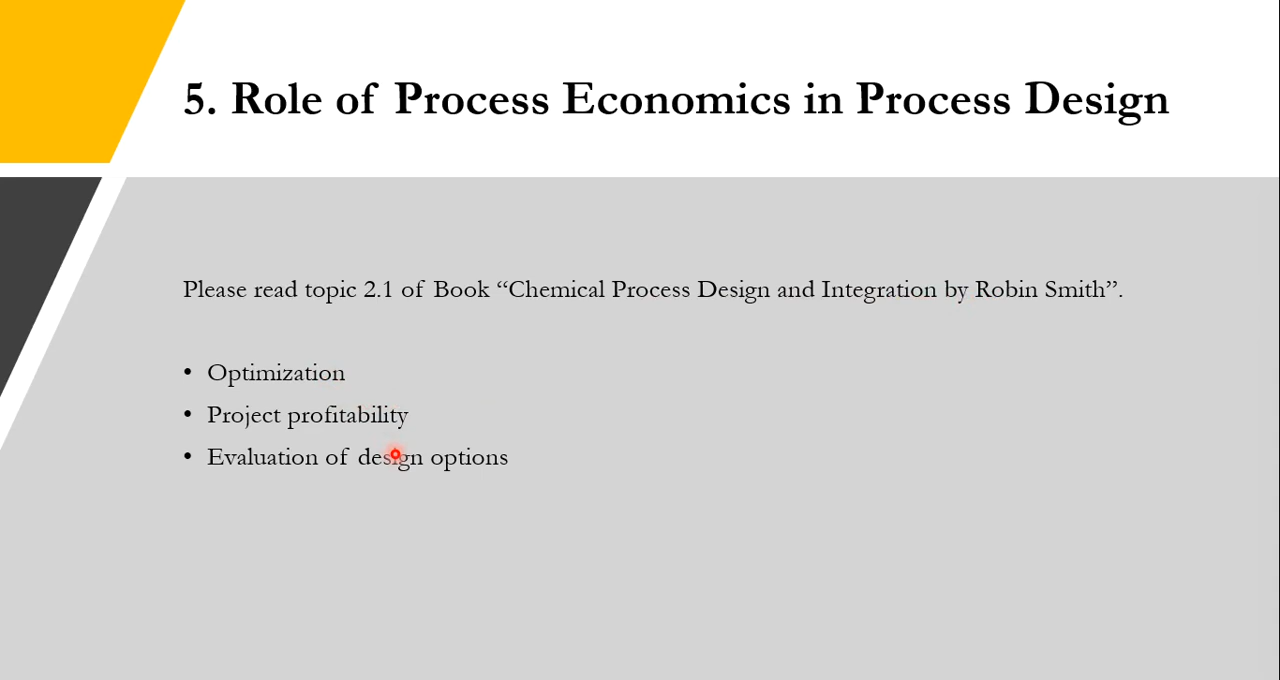 5. Role of Process Economics in Process Design
Please read topic 2.1 of Book “Chemical Process Design and Integration by Robin Smith”.
• Optimization
• Project profitability
• Evaluation of design options